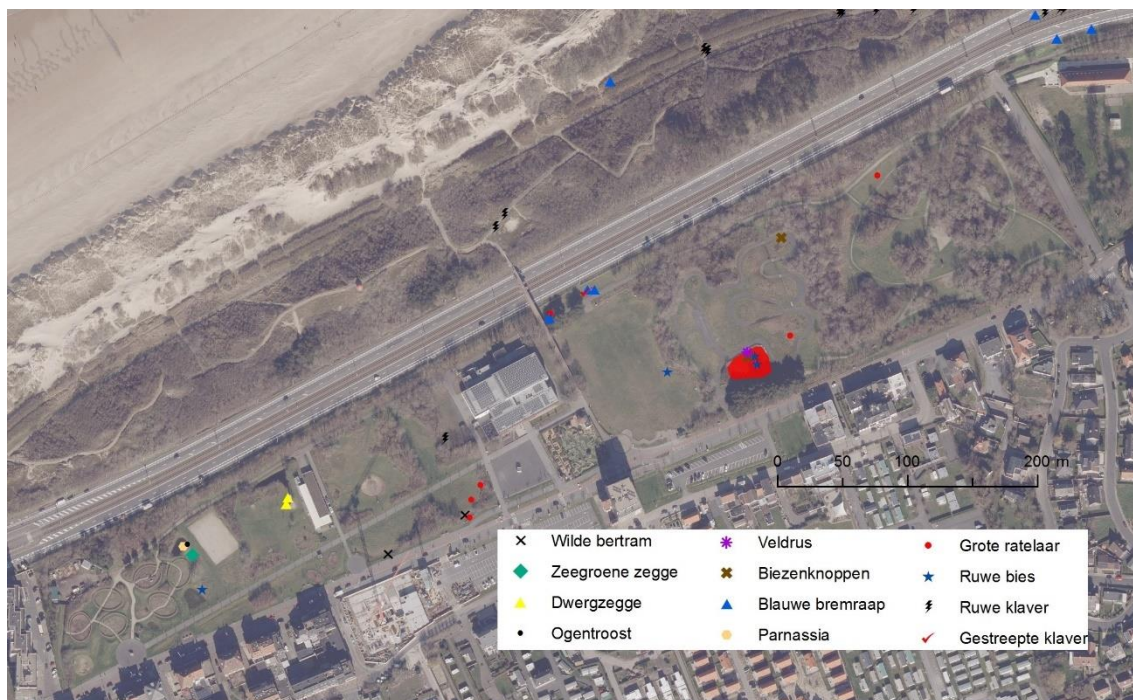 0 50 100 200 m
Wilde bertram
Zeegroene zegge
Dwergzegge
Ogentroost
Veldrus
Biezenknoppen
Blauwe bremraap
Parnassia
Grote ratelaar
Ruwe bies
Ruwe klaver
Gestreepte klaver